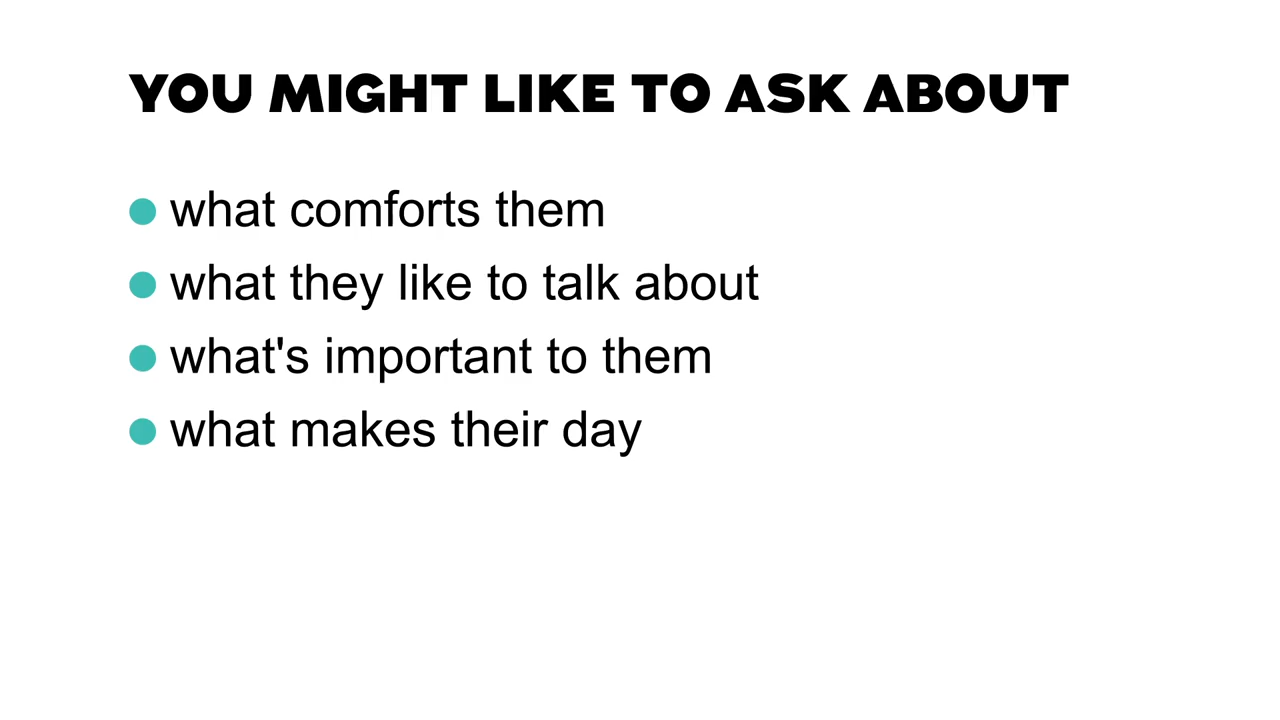 YOU MIGHT LIKE TO ASK ABOUT
what comforts them
what they like to talk about
what's important to them
what makes their day